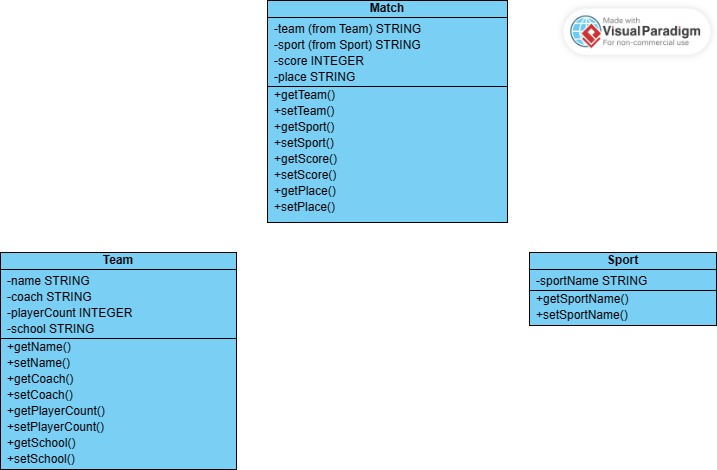 Match
-team (from Team) STRING
-sport (from Sport) STRING
-score INTEGER
-place STRING
+getTeam()
+setTeam()
+getSport()
+setSport()
+getScore()
+setScore()
+getPlace()
+setPlace()
Made with
VisualParadigm
For non-commercial use
Team
-name STRING
-coach STRING
-playerCount INTEGER
-school STRING
+getName()
+setName()
+getCoach()
+setCoach()
+getPlayerCount()
+setPlayerCount()
+getSchool()
+setSchool()
Sport
-sportName STRING
+getSportName()
+setSportName()